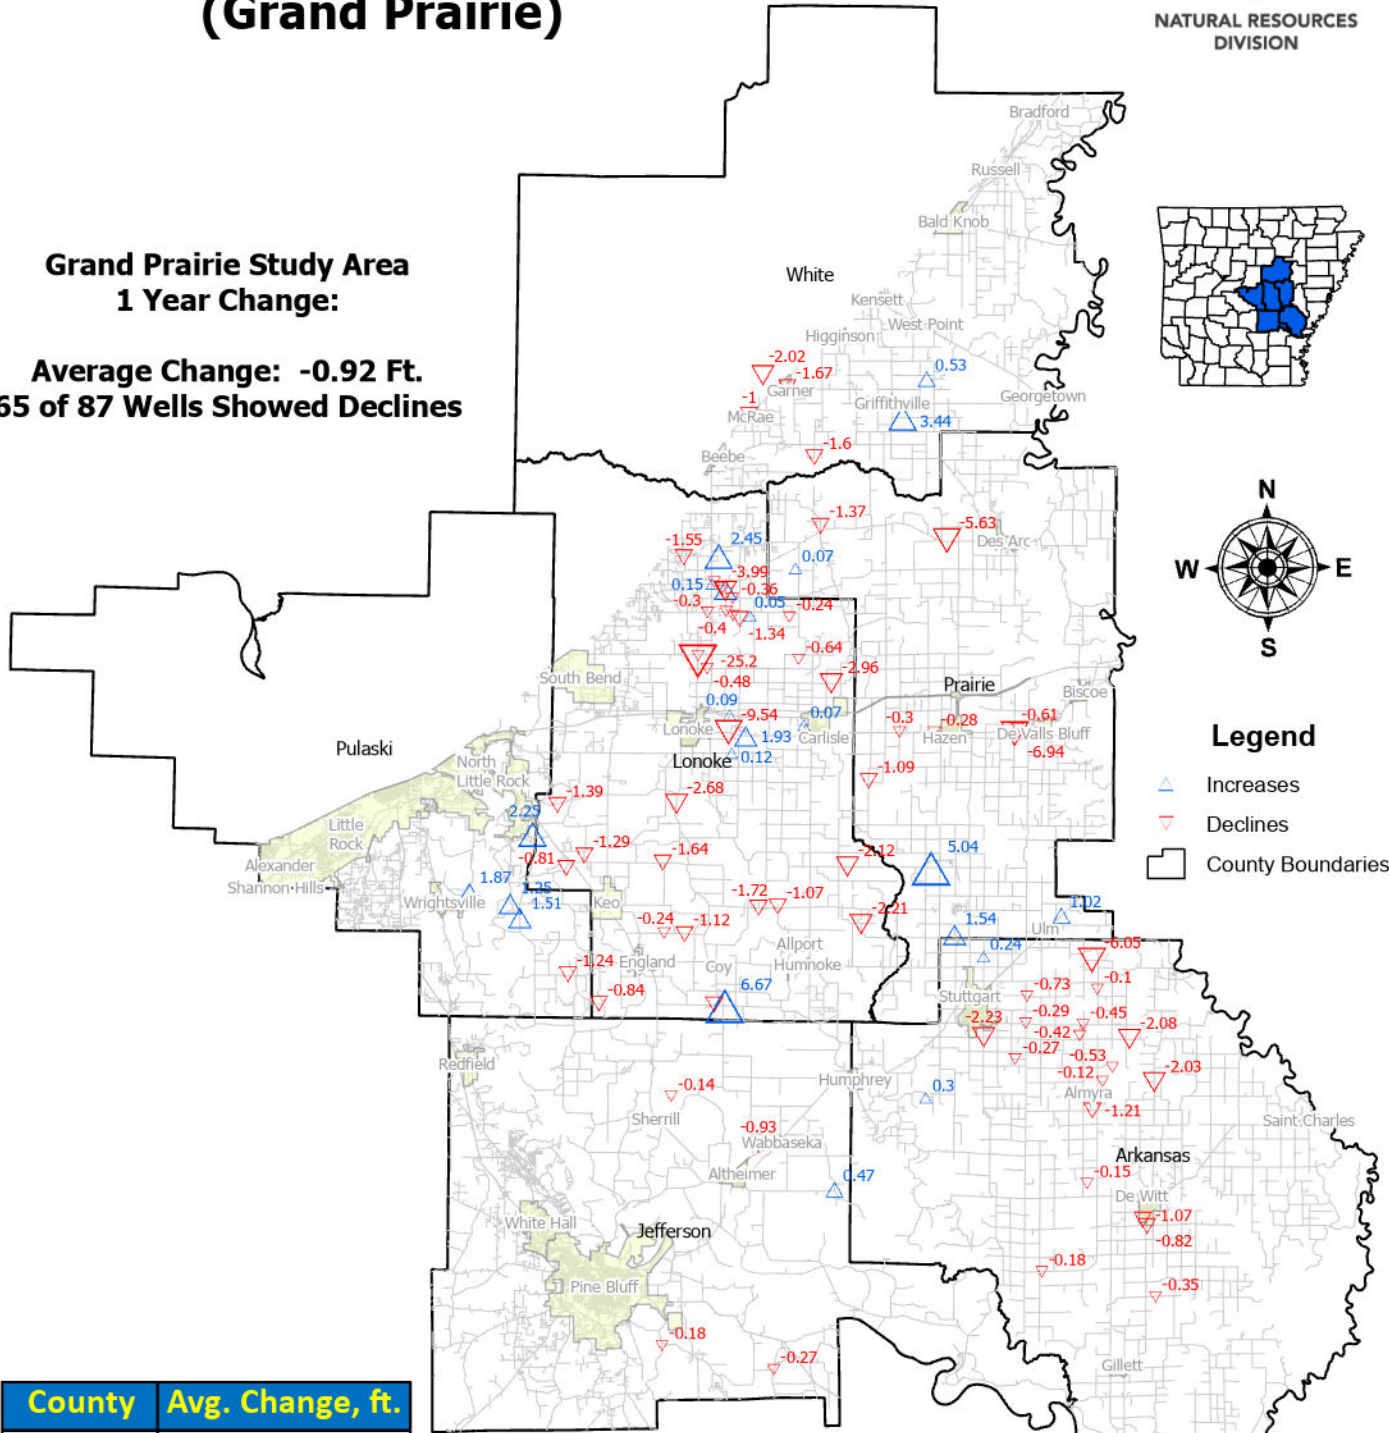 (Grand Prairie)
NATURAL RESOURCES
DIVISION
Bradford
Russell
Bald Knob
Grand Prairie Study Area
1 Year Change:
White
Kensett
West Point
Higginson
Average Change: -0.92 Ft.
65 of 87 Wells Showed Declines
-2.02
-1.67
Garner
0.53
-1
McRae
Griffithville
Georgetown
3.44
-1.6
Beebe
N
W
E
S
-1.37
-5.63
Des Arc
-1.55
2.45
0.07
-3.99
0.15
-0.36
-0.3
0.05
-0.24
-0.4
-1.34
-0.64
-25.2
-2.96
South Bend
-0.48
Prairie
Biscoe
0.09
-9.54
0.07
-0.3
-0.28
-0.61
Lonoke
1.93
Carlisle
Hazen
De Valls Bluff
-6.94
Legend
Pulaski
0.12
Lonoke
-1.09
North
Little Rock
Increases
-1.39
-2.68
2.25
Declines
Little
Rock
-1.29
-1.64
-0.81
-2.12
5.04
County Boundaries
Alexander
Shannon Hills
1.87
1.25
Wrightsville
1.51
Keo
-1.72
-1.07
-2.21
1.02
-0.24
-1.12
1.54
Ulm
Allport
Humnoke
0.24
-6.05
-1.24
England
Coy
-0.1
-0.84
6.67
-0.73
Stuttgart
-2.23
-0.29
-0.45
-0.42
-2.08
-0.27
-0.53
Redfield
-0.14
Humphrey
-0.12
-2.03
0.3
Almyra
-1.21
Sherrill
Saint Charles
-0.93
Wabbaseka
Arkansas
Altheimer
0.47
-0.15
De Witt
-1.07
White Hall
Jefferson
-0.82
Pine Bluff
-0.18
-0.35
-0.18
-0.27
Gillett
County Avg. Change, ft.